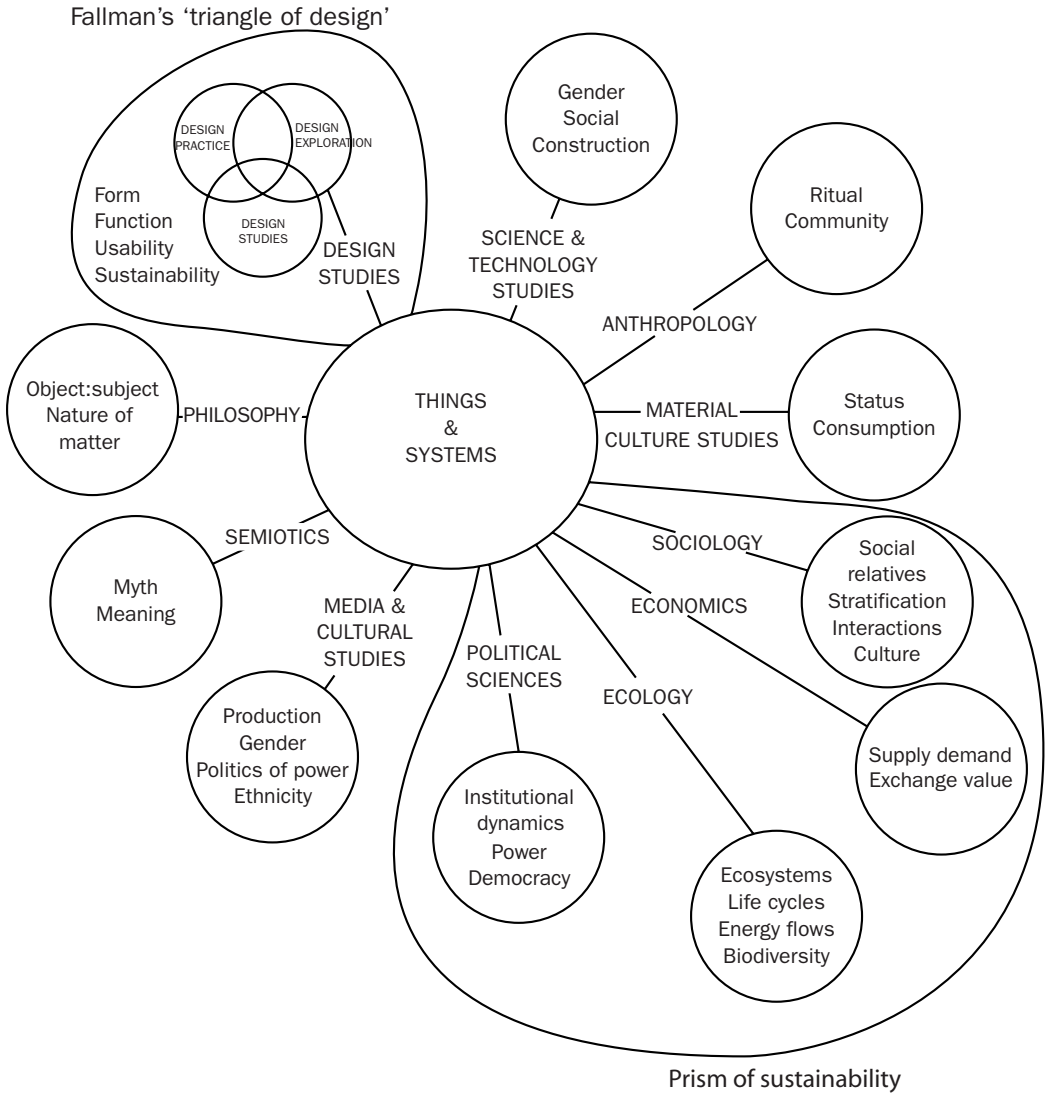 Fallman's 'triangle of design'
DESIGN
PRACTICE
DESIGN
EXPLORATION
DESIGN
STUDIES
Form
Function
Usability
Sustainability
DESIGN
STUDIES
Gender
Social
Construction
SCIENCE &
TECHNOLOGY
STUDIES
Ritual
Community
ANTHROPOLOGY
Object:subject
Nature of
matter
PHILOSOPHY
THINGS
&
SYSTEMS
MATERIAL
CULTURE STUDIES
Status
Consumption
SEMIOTICS
Myth
Meaning
SOCIOLOGY
Social
relatives
Stratification
Interactions
Culture
MEDIA &
CULTURAL
STUDIES
Production
Gender
Politics of power
Ethnicity
POLITICAL
SCIENCES
Institutional
dynamics
Power
Democracy
ECOLOGY
Ecosystems
Life cycles
Energy flows
Biodiversity
ECONOMICS
Supply demand
Exchange value
Prism of sustainability